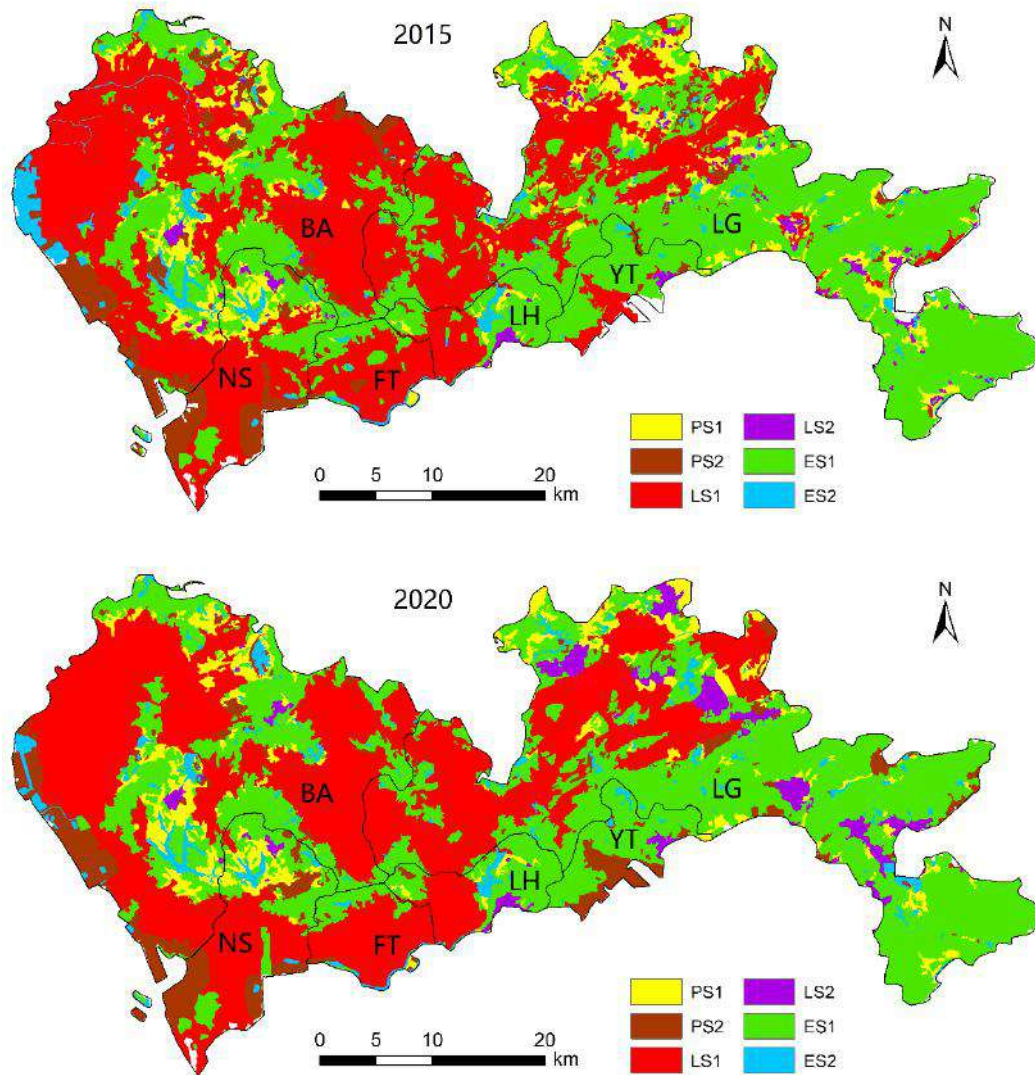 2015
N
BA
LG
YT
LH
NS
FT
PS1 LS2
PS2 ES1
LS1 ES2
0 5 10 20
km
2020
N
BA
LG
YT
LH
NS
FT
PS1 LS2
PS2 ES1
LS1 ES2
0 5 10 20
km